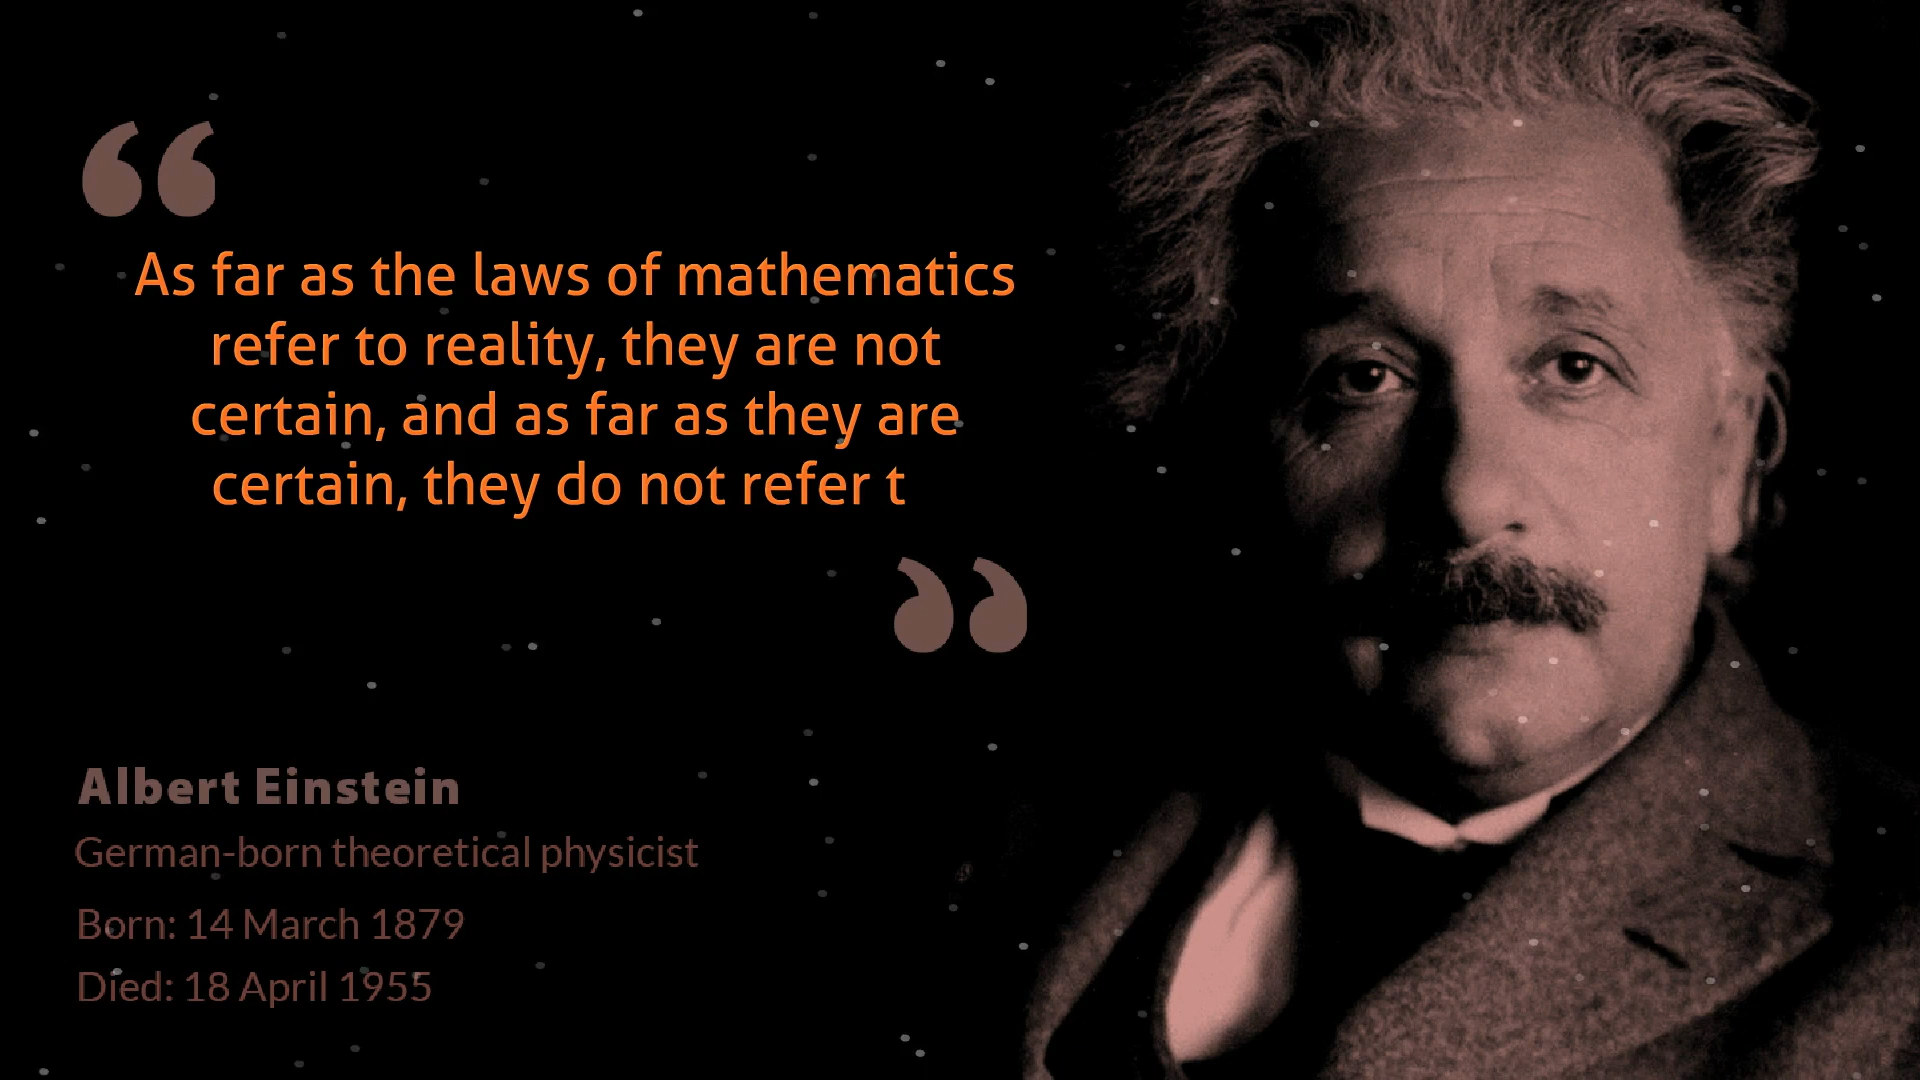 “
As far as the laws of mathematics
refer to reality, they are not
certain, and as far as they are
certain, they do not refer t
”
Albert Einstein
German-born theoretical physicist
Born: 14 March 1879
Died: 18 April 1955